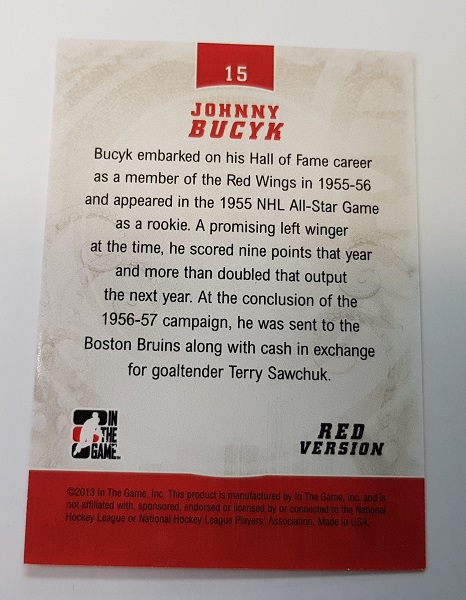 15
JOHNNY
BUCYK
Bucyk embarked on his Hall of Fame career
as a member of the Red Wings in 1955-56
and appeared in the 1955 NHL All-Star Game
as a rookie. A promising left winger
at the time, he scored nine points that year
and more than doubled that output
the next year. At the conclusion of the
1956-57 campaign, he was sent to the
Boston Bruins along with cash in exchange
for goaltender Terry Sawchuk.
IN
THE
GAME™
RED
VERSION
©2013 In The Game, Inc. This product is manufactured by In The Game, Inc. and is
not affiliated with, sponsored, endorsed or licensed by or connected to the National
Hockey League or National Hockey League Players' Association. Made in USA.